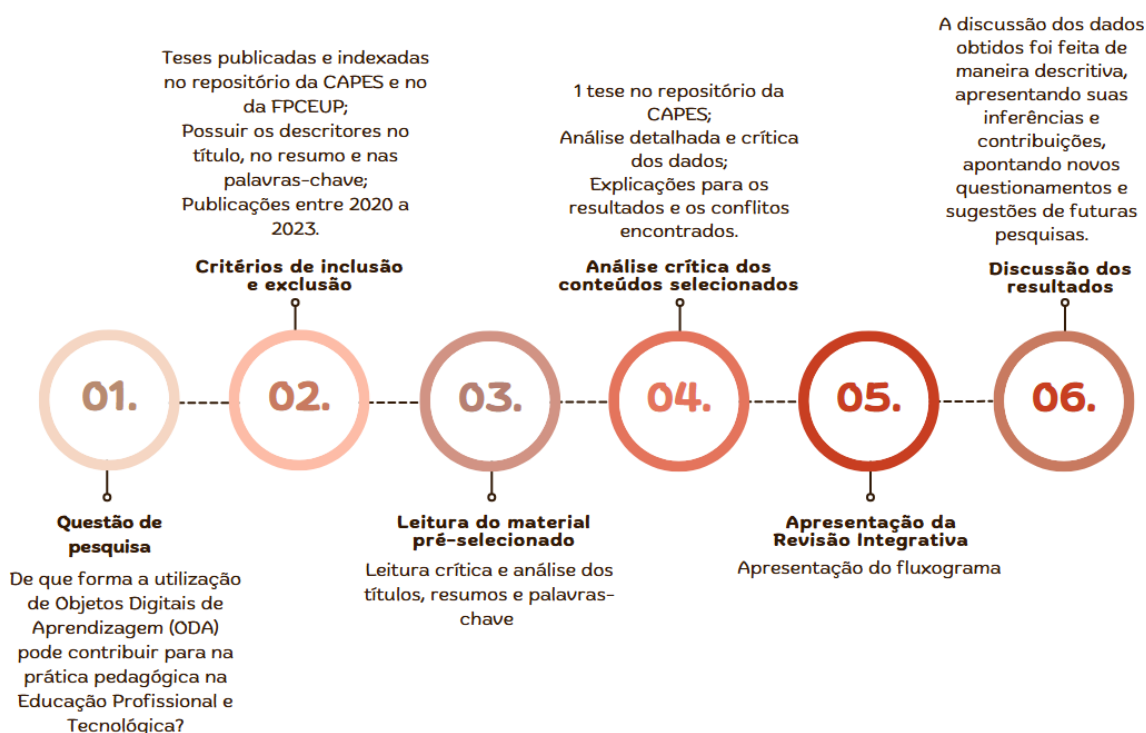 01.
Questão de
pesquisa
De que forma a utilização
de Objetos Digitais de
Aprendizagem (ODA)
pode contribuir para na
prática pedagógica na
Educação Profissional e
Tecnológica?
Teses publicadas e indexadas
no repositório da CAPES e no
da FPCEUP;
Possuir os descritores no
título, no resumo e nas
palavras-chave;
Publicações entre 2020 a
2023.
Critérios de inclusão
e exclusão
02.
03.
Leitura do material
pré-selecionado
Leitura crítica e análise dos
títulos, resumos e palavras-
chave
1 tese no repositório da
CAPES;
Análise detalhada e crítica
dos dados;
Explicações para os
resultados e os conflitos
encontrados.
Análise crítica dos
conteúdos selecionados
04.
05.
Apresentação da
Revisão Integrativa
Apresentação do fluxograma
A discussão dos dados
obtidos foi feita de
maneira descritiva,
apresentando suas
inferências e
contribuições,
apontando novos
questionamentos e
sugestões de futuras
pesquisas.
Discussão dos
resultados
06.